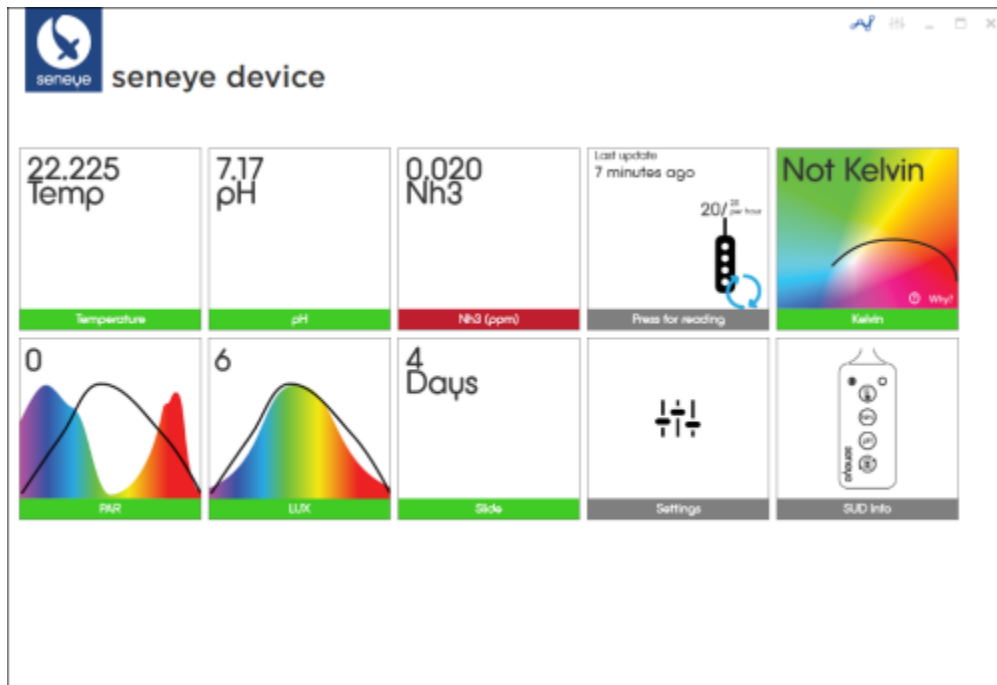 seneye
seneye device
22.225
Temp
Temperature
7.17
pH
pH
0.020
Nh3
Nh3 (ppm)
Last update
7 minutes ago
20/ 20
per hour
Press for reading
Not Kelvin
Why?
Kelvin
0
PAR
6
LUX
4
Days
Slide
Settings
seneye
SUD Info